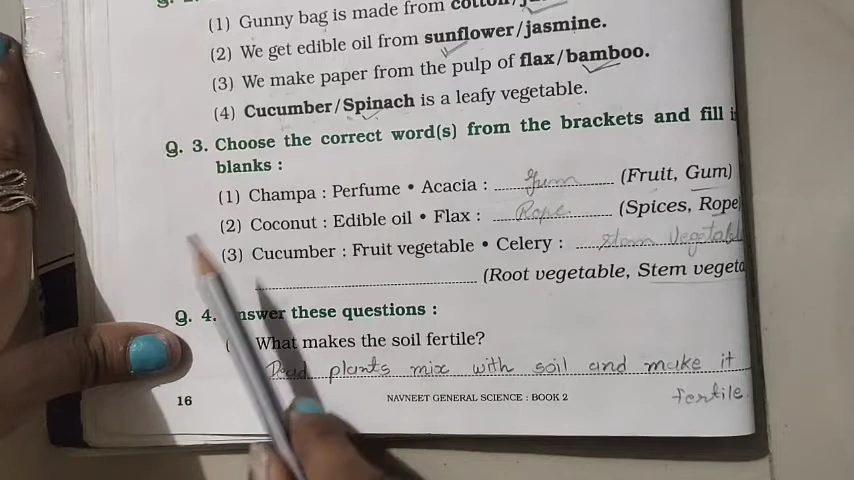 (1) Gunny bag is made from cotton/
(2) We get edible oil from sunflower/jasmine.
(3) We make paper from the pulp of flax/bamboo.
(4) Cucumber/Spinach is a leafy vegetable.
Q. 3. Choose the correct word(s) from the brackets and fill i
blanks :
(1) Champa : Perfume • Acacia : Gum (Fruit, Gum)
(2) Coconut : Edible oil • Flax : Rope (Spices, Rope
(3) Cucumber : Fruit vegetable • Celery : Stem vegetabl
(Root vegetable, Stem vegeta
Q. 4. nswer these questions :
What makes the soil fertile?
Dead plants mix with soil and make it
fertile.
16 NAVNEET GENERAL SCIENCE : BOOK 2